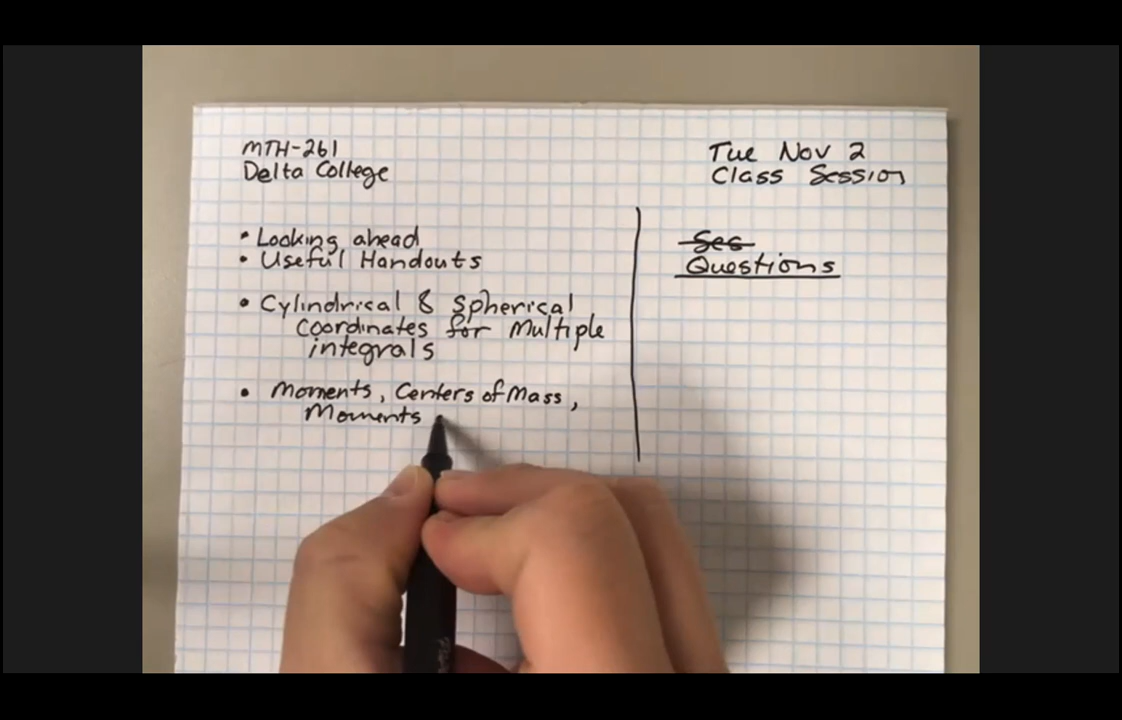 MTH-261
Delta College
Tue Nov 2
Class Session
• Looking ahead
• Useful Handouts
• Cylindrical & Spherical
Coordinates for Multiple
integrals
• Moments, Centers of Mass,
Moments
Ses
Questions